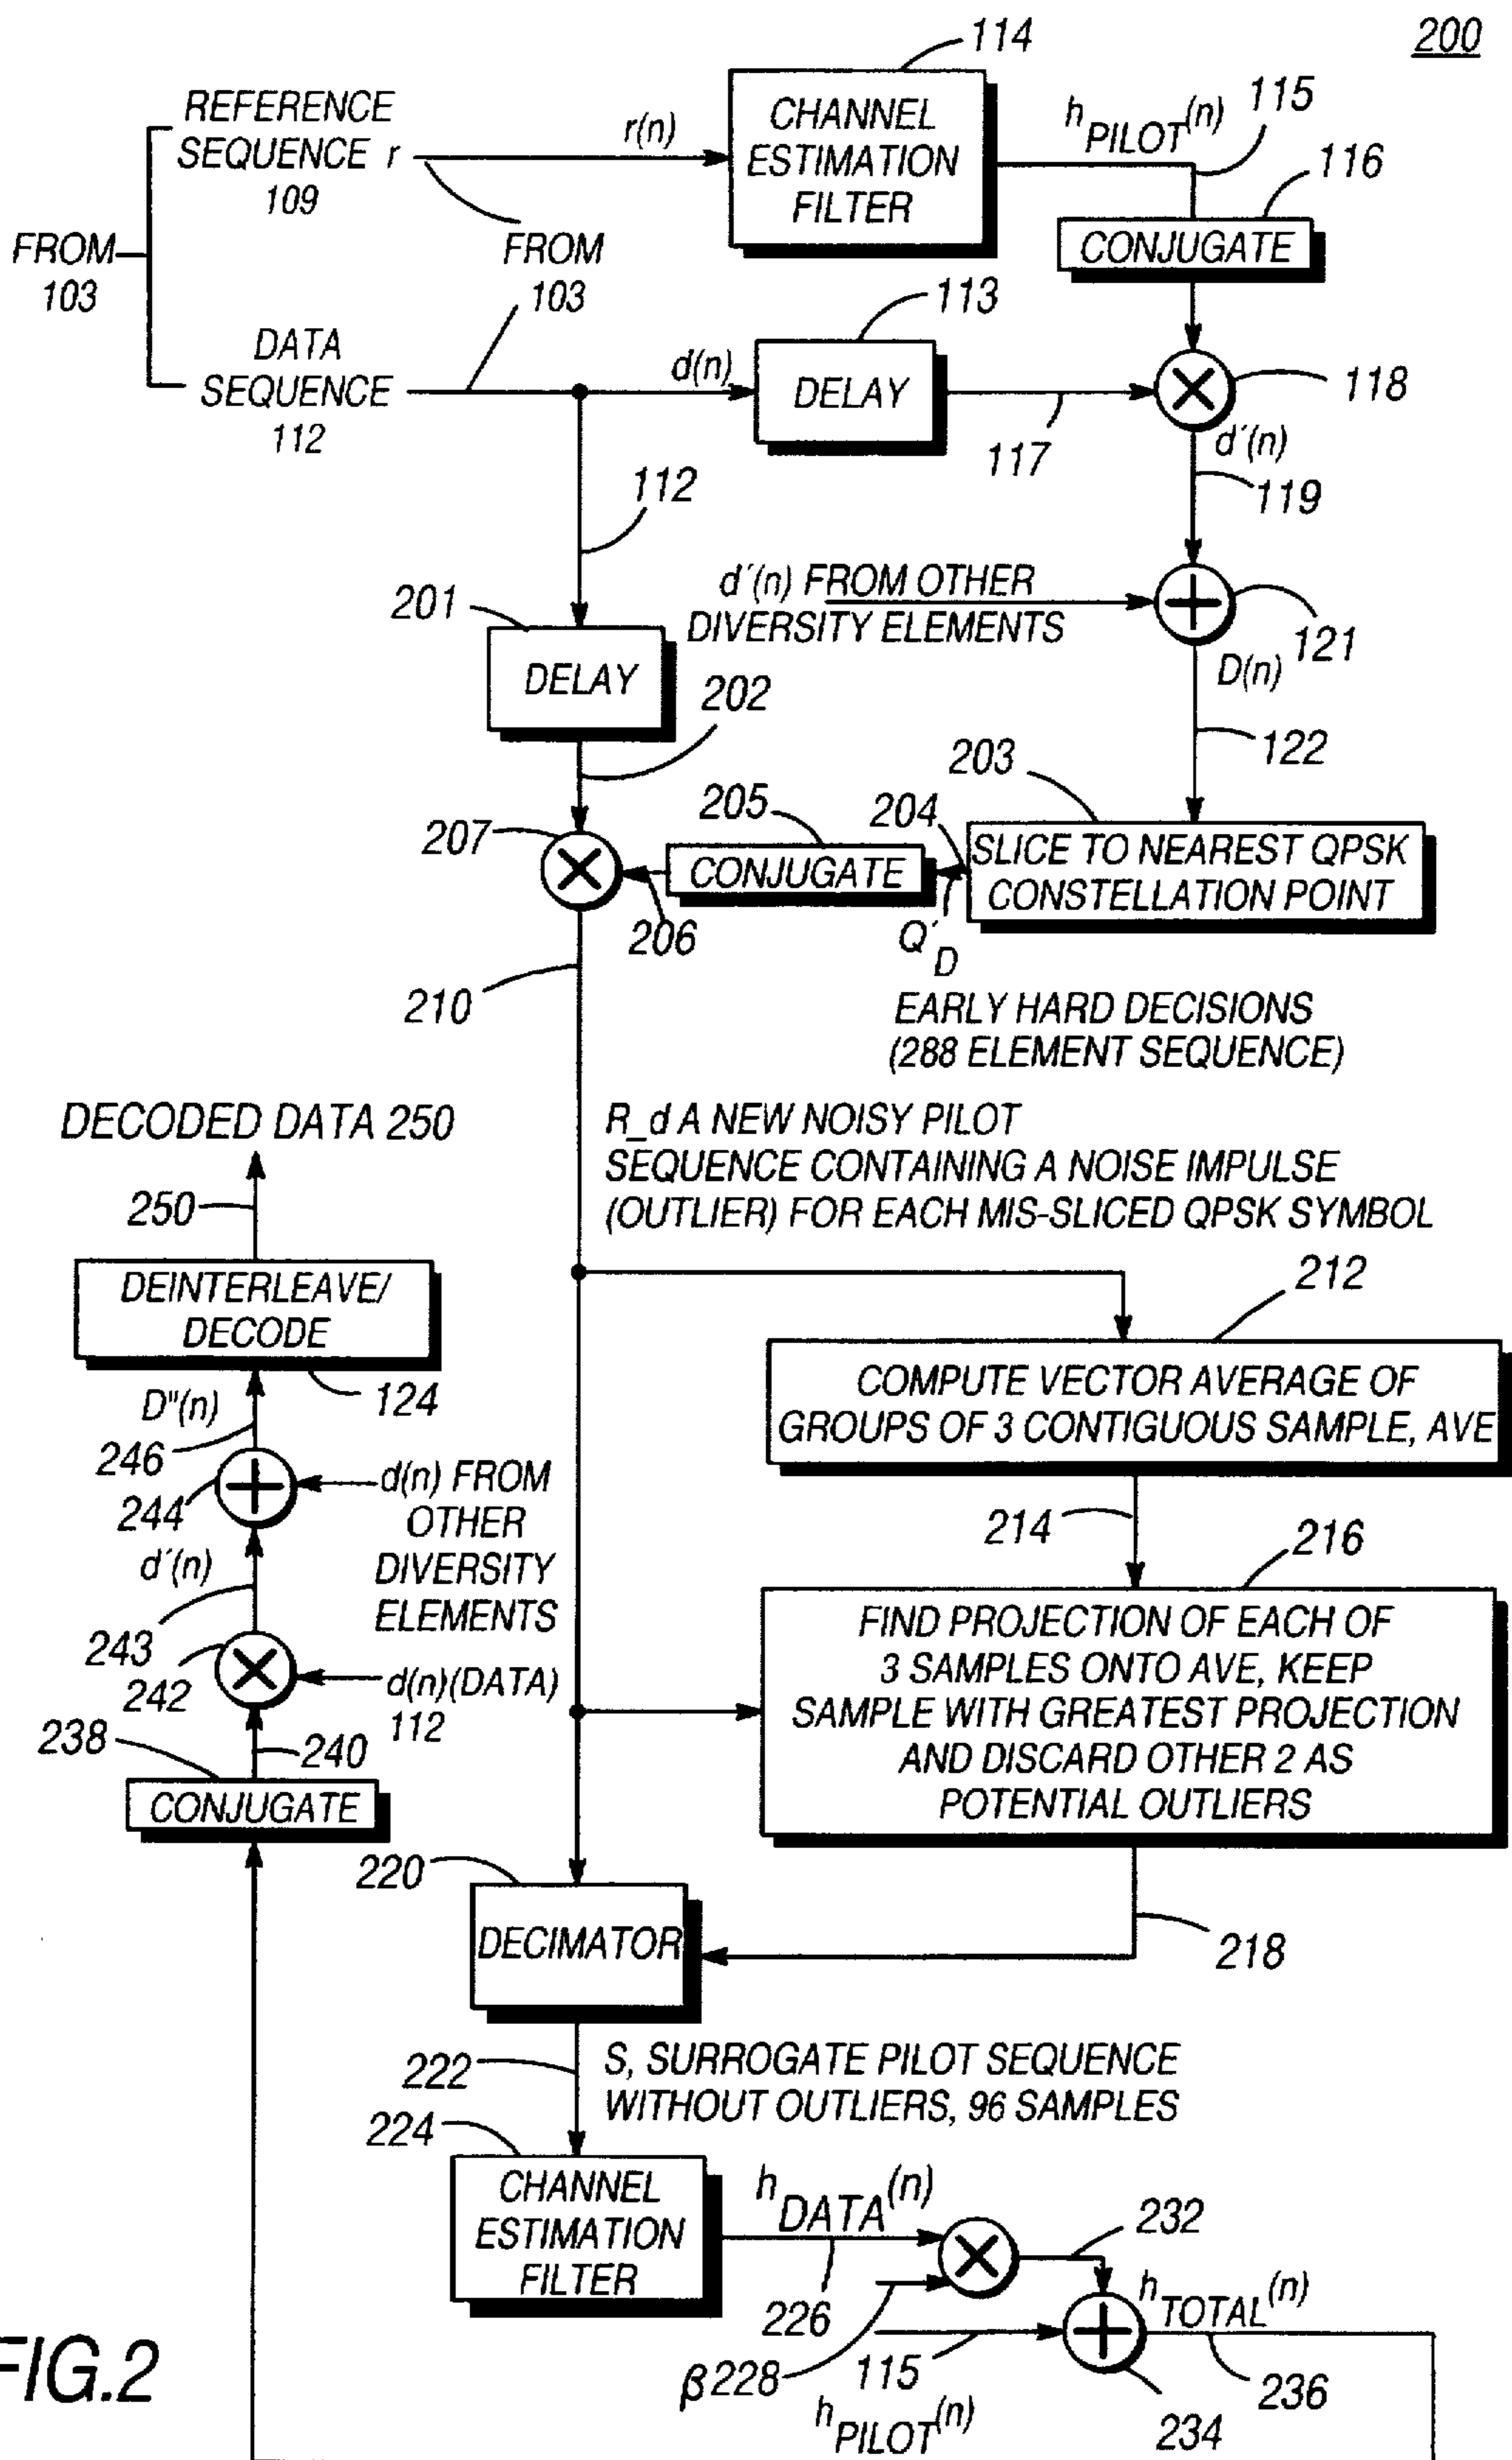 200
114
REFERENCE
SEQUENCE r
109
r(n)
CHANNEL
ESTIMATION
FILTER
hPILOT(n)
115
116
CONJUGATE
FROM
103
FROM
103
113
DATA
SEQUENCE
112
d(n)
DELAY
117
118
d´(n)
119
112
201
d´(n) FROM OTHER
DIVERSITY ELEMENTS
121
D(n)
DELAY
202
122
203
207
205
204
CONJUGATE
SLICE TO NEAREST QPSK
CONSTELLATION POINT
206
Q´D
210
EARLY HARD DECISIONS
(288 ELEMENT SEQUENCE)
DECODED DATA 250
R_d A NEW NOISY PILOT
SEQUENCE CONTAINING A NOISE IMPULSE
(OUTLIER) FOR EACH MIS-SLICED QPSK SYMBOL
250
212
DEINTERLEAVE/
DECODE
124
COMPUTE VECTOR AVERAGE OF
GROUPS OF 3 CONTIGUOUS SAMPLE, AVE
D"(n)
246
244
d(n) FROM
OTHER
DIVERSITY
ELEMENTS
214
216
d´(n)
243
242
d(n)(DATA)
112
FIND PROJECTION OF EACH OF
3 SAMPLES ONTO AVE, KEEP
SAMPLE WITH GREATEST PROJECTION
AND DISCARD OTHER 2 AS
POTENTIAL OUTLIERS
238
240
CONJUGATE
220
DECIMATOR
218
222
S, SURROGATE PILOT SEQUENCE
WITHOUT OUTLIERS, 96 SAMPLES
224
CHANNEL
ESTIMATION
FILTER
hDATA(n)
232
226
hTOTAL(n)
β228
115
hPILOT(n)
234
236
FIG.2